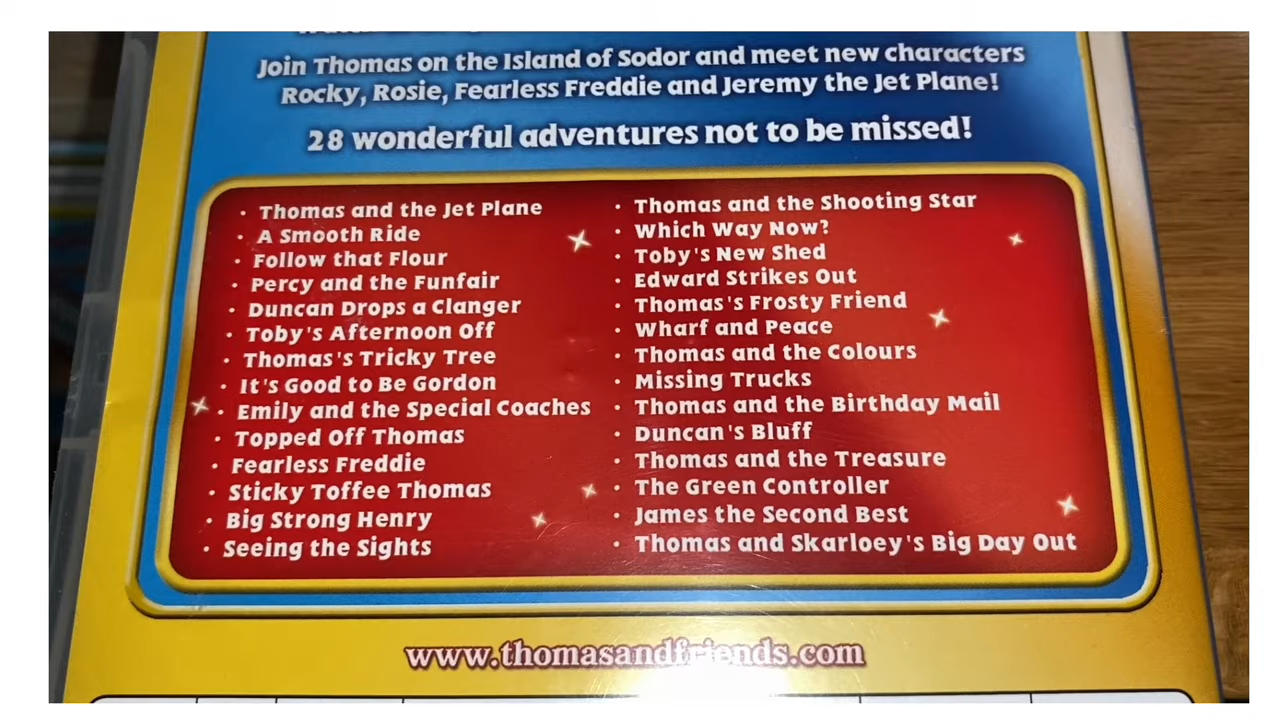 Join Thomas on the Island of Sodor and meet new characters
Rocky, Rosie, Fearless Freddie and Jeremy the Jet Plane!
28 wonderful adventures not to be missed!
· Thomas and the Jet Plane
· A Smooth Ride
· Follow that Flour
· Percy and the Funfair
· Duncan Drops a Clanger
· Toby's Afternoon Off
· Thomas's Tricky Tree
· It's Good to Be Gordon
· Emily and the Special Coaches
· Topped Off Thomas
· Fearless Freddie
· Sticky Toffee Thomas
· Big Strong Henry
· Seeing the Sights
· Thomas and the Shooting Star
· Which Way Now?
· Toby's New Shed
· Edward Strikes Out
· Thomas's Frosty Friend
· Wharf and Peace
· Thomas and the Colours
· Missing Trucks
· Thomas and the Birthday Mail
· Duncan's Bluff
· Thomas and the Treasure
· The Green Controller
· James the Second Best
· Thomas and Skarloey's Big Day Out
www.thomasandfriends.com